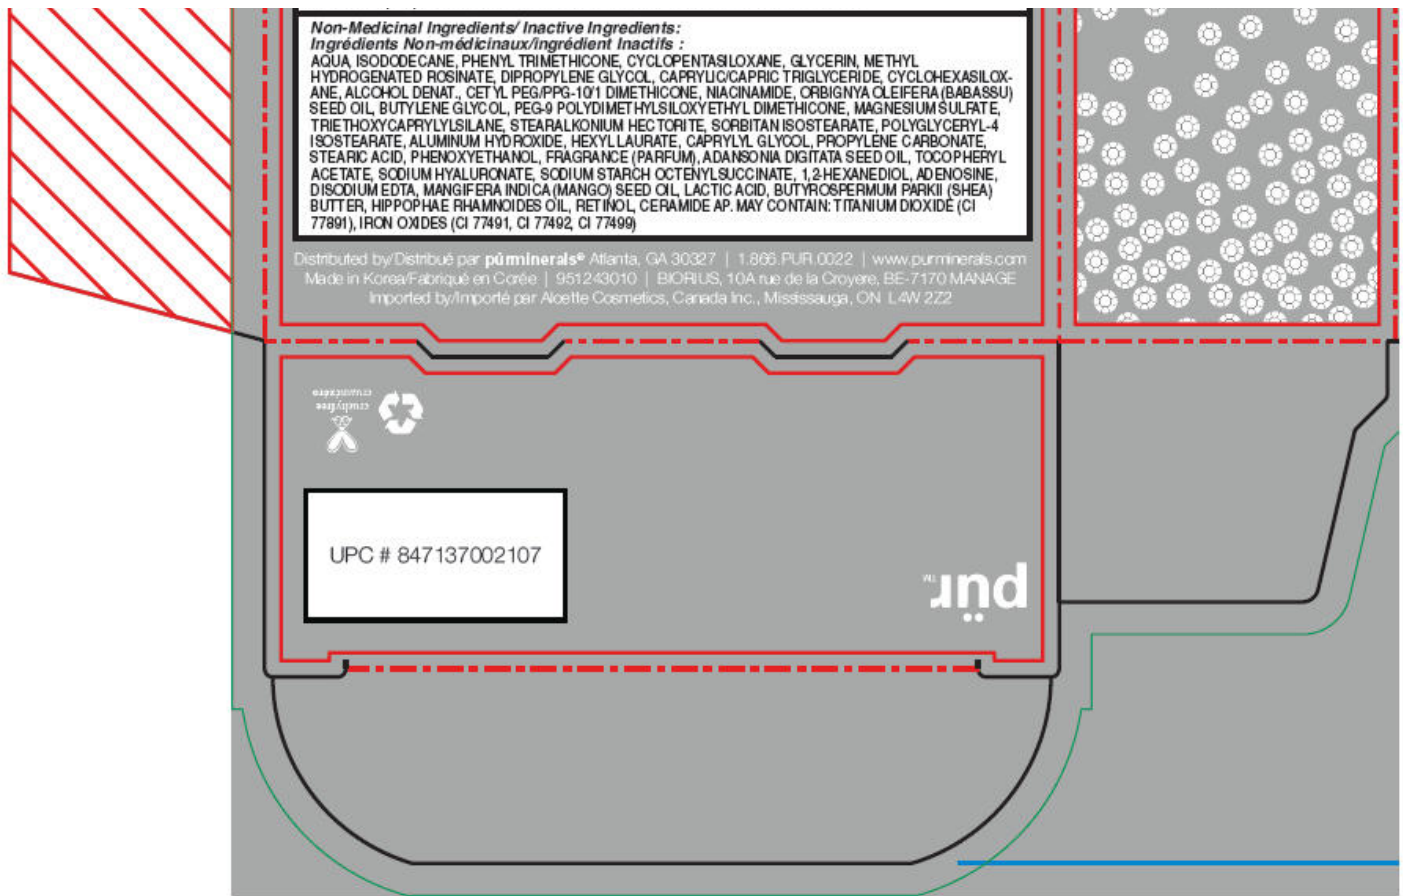 Non-Medicinal Ingredients/ Inactive Ingredients:
Ingrédients Non-médicinaux/ingrédient Inactifs :
AQUA, ISODODECANE, PHENYL TRIMETHICONE, CYCLOPENTASILOXANE, GLYCERIN, METHYL
HYDROGENATED ROSINATE, DIPROPYLENE GLYCOL, CAPRYLIC/CAPRIC TRIGLYCERIDE, CYCLOHEXASILOX-
ANE, ALCOHOL DENAT., CETYL PEG/PPG-10/1 DIMETHICONE, NIACINAMIDE, ORBIGNYA OLEIFERA (BABASSU)
SEED OIL, BUTYLENE GLYCOL, PEG-9 POLYDIMETHYLSILOXYETHYL DIMETHICONE, MAGNESIUM SULFATE,
TRIETHOXYCAPRYLYLSILANE, STEARALKONIUM HECTORITE, SORBITAN ISOSTEARATE, POLYGLYCERYL-4
ISOSTEARATE, ALUMINUM HYDROXIDE, HEXYL LAURATE, CAPRYLYL GLYCOL, PROPYLENE CARBONATE,
STEARIC ACID, PHENOXYETHANOL, FRAGRANCE (PARFUM), ADANSONIA DIGITATA SEED OIL, TOCOPHERYL
ACETATE, SODIUM HYALURONATE, SODIUM STARCH OCTENYLSUCCINATE, 1,2-HEXANEDIOL, ADENOSINE,
DISODIUM EDTA, MANGIFERA INDICA (MANGO) SEED OIL, LACTIC ACID, BUTYROSPERMUM PARKII (SHEA)
BUTTER, HIPPOPHAE RHAMNOIDES OIL, RETINOL, CERAMIDE AP. MAY CONTAIN: TITANIUM DIOXIDE (CI
77891), IRON OXIDES (CI 77491, CI 77492, CI 77499)
Distributed by/Distribué par pürminerals® Atlanta, GA 30327 | 1.866.PUR.0022 | www.purminerals.com
Made in Korea/Fabriqué en Corée | 951243010 | BIORIUS, 10A rue de la Croyere, BE-7170 MANAGE
Imported by/Importé par Aloette Cosmetics, Canada Inc., Mississauga, ON L4W 2Z2
cruelty free
UPC # 847137002107
pür™